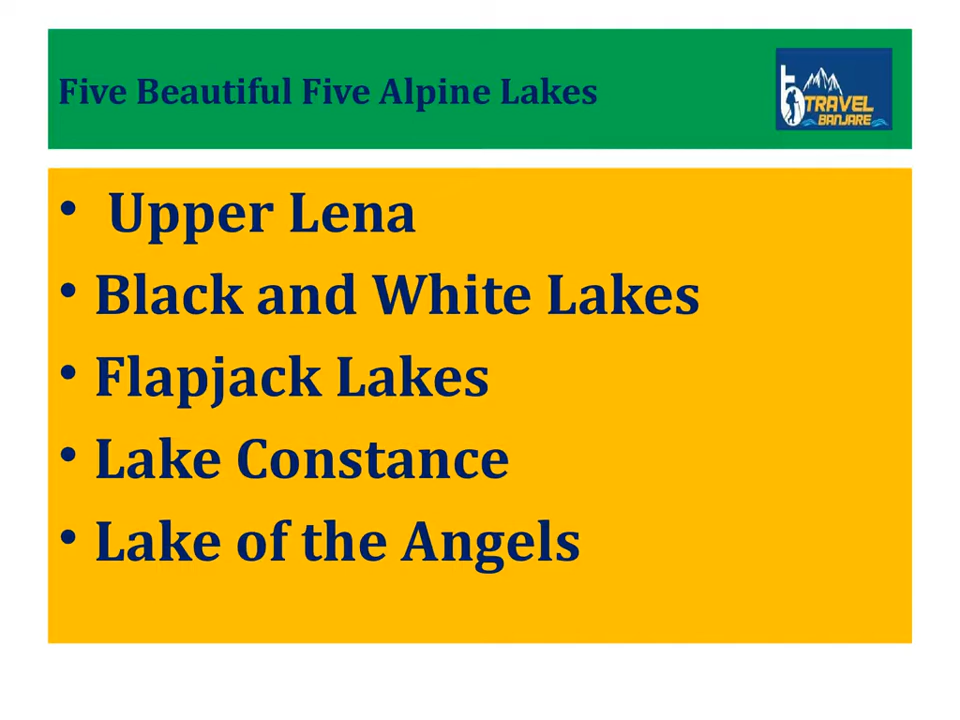 Five Beautiful Five Alpine Lakes
TRAVEL
BANJARE
• Upper Lena
• Black and White Lakes
• Flapjack Lakes
• Lake Constance
• Lake of the Angels